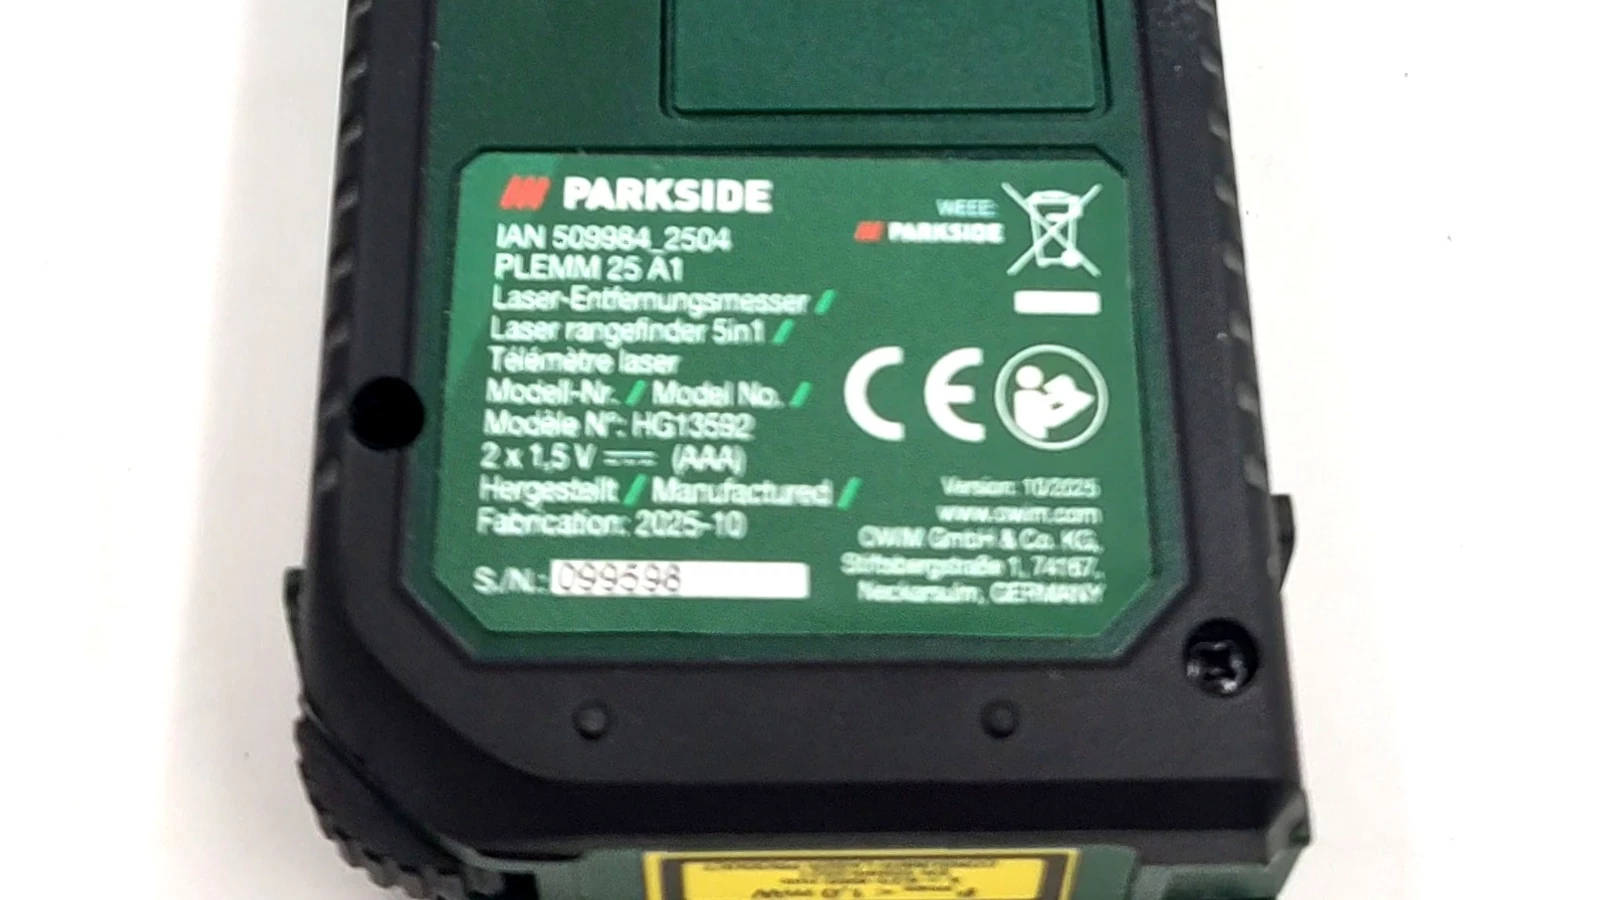 PARKSIDE
IAN 509984_2504
PLEMM 25 A1
Laser-Entfernungsmesser /
Laser rangefinder 5in1 /
Télémètre laser
Modell-Nr. / Model No. /
Modèle N°: HG13592
2 x 1,5 V (AAA)
Hergestellt / Manufactured /
Fabrication: 2025-10
S./N.: 099598
WEEE:
PARKSIDE
CE
Version: 10/2025
www.owim.com
OWIM GmbH & Co. KG,
Stiftsbergstraße 1, 74167,
Neckarsulm, GERMANY